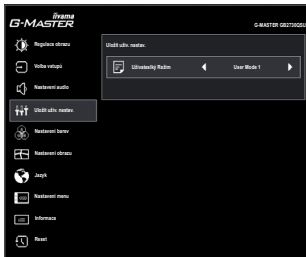 iiyama
G-MASTER
G-MASTER GB2730QSU
Regulace obrazu
Volba vstupů
Nastavení audio
Uložit uživ. nastav.
Nastavení barev
Nastavení obrazu
Jazyk
Nastavení menu
Informace
Reset
Uložit uživ. nastav.
Uživatelský Režim
User Mode 1